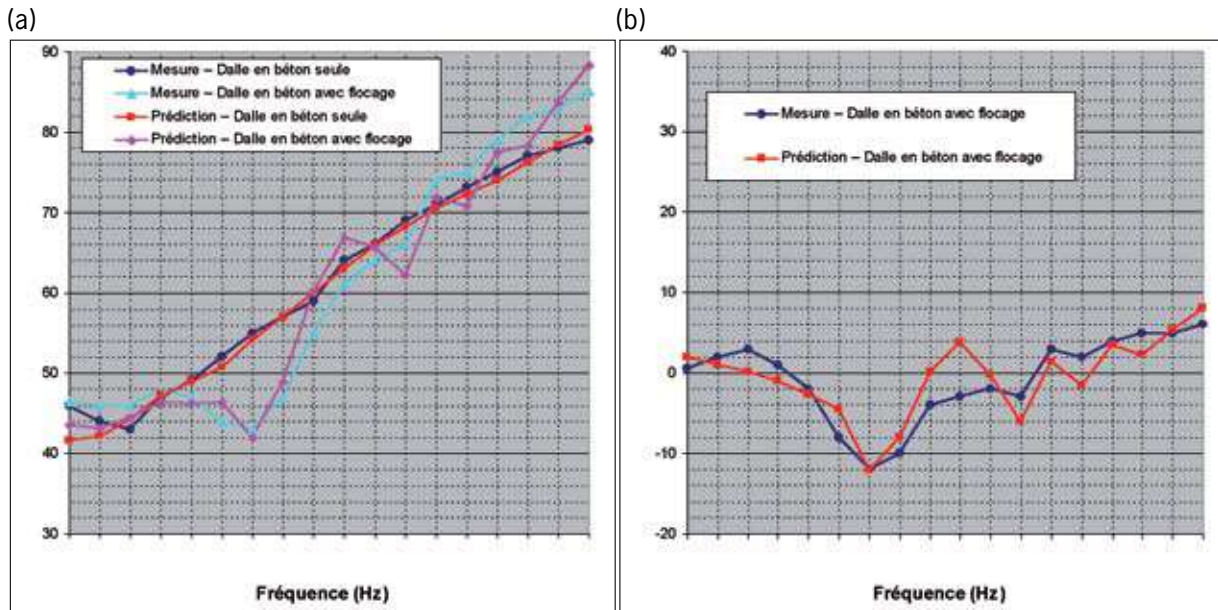 (a)
90
80
70
60
50
40
30
Mesure – Dalle en béton seule
Mesure – Dalle en béton avec flocage
Prédiction – Dalle en béton seule
Prédiction – Dalle en béton avec flocage
Fréquence (Hz)
(b)
40
30
20
10
0
-10
-20
Mesure – Dalle en béton avec flocage
Prédiction – Dalle en béton avec flocage
Fréquence (Hz)